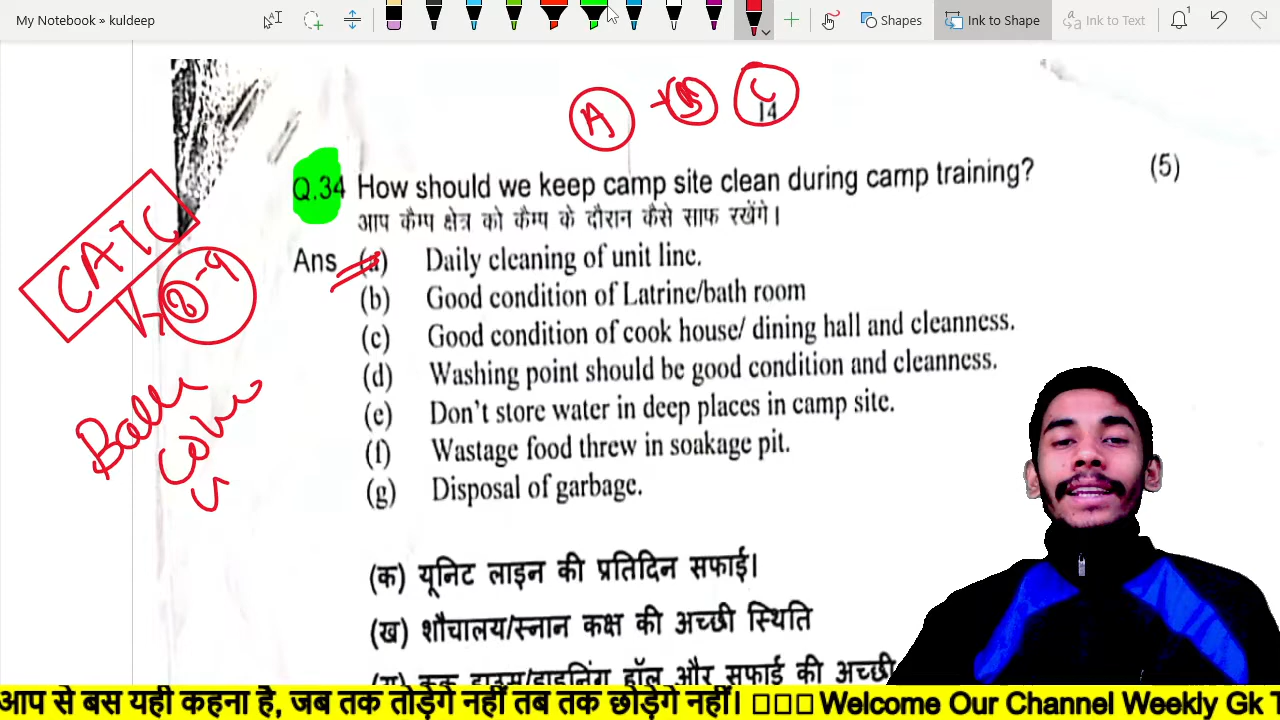 My Notebook » kuldeep
Shapes
Ink to Shape
Ink to Text
A
C
14
Q.34 How should we keep camp site clean during camp training? (5)
आप कैम्प क्षेत्र को कैम्प के दौरान कैसे साफ रखेंगे।
Ans (a) Daily cleaning of unit line.
(b) Good condition of Latrine/bath room
(c) Good condition of cook house/ dining hall and cleanness.
(d) Washing point should be good condition and cleanness.
(e) Don't store water in deep places in camp site.
(f) Wastage food threw in soakage pit.
(g) Disposal of garbage.
CATC
(क) यूनिट लाइन की प्रतिदिन सफाई।
(ख) शौचालय/स्नान कक्ष की अच्छी स्थिति
आप से बस यही कहना है, जब तक तोड़ेगे नहीं तब तक छोड़ेगे नहीं। □□□ Welcome Our Channel Weekly Gk T